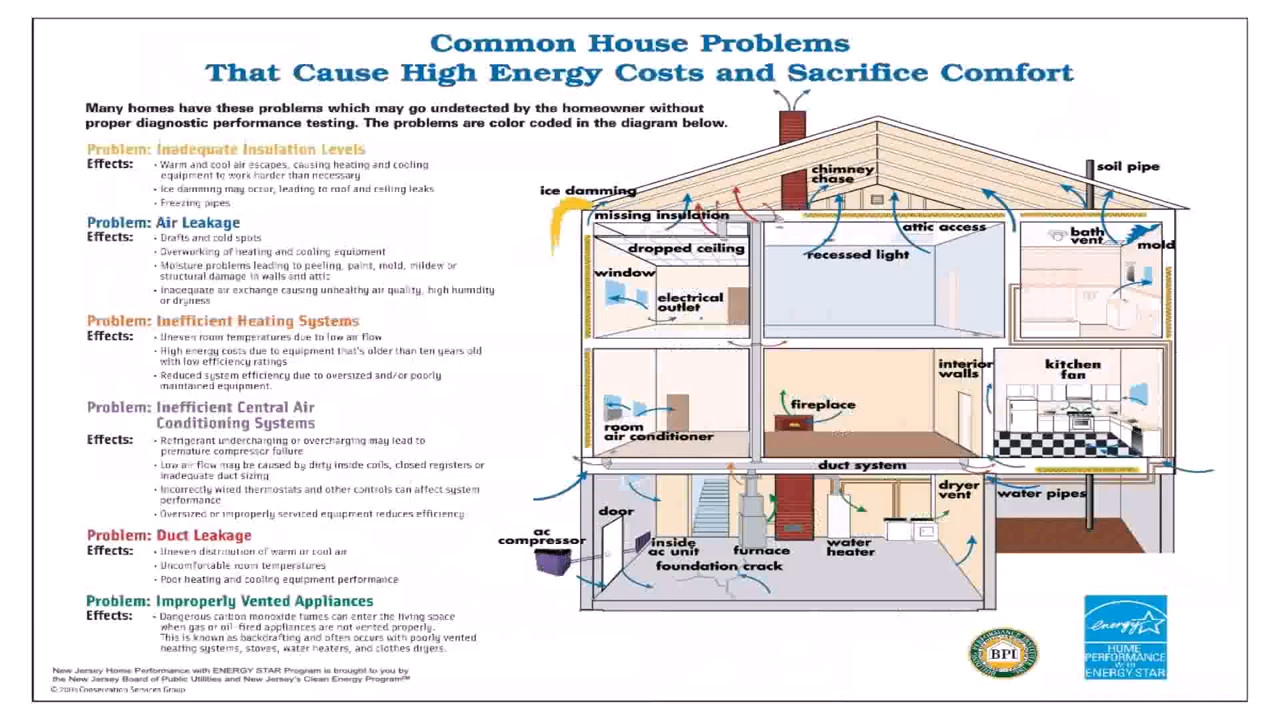 Common House Problems
That Cause High Energy Costs and Sacrifice Comfort
Many homes have these problems which may go undetected by the homeowner without
proper diagnostic performance testing. The problems are color coded in the diagram below.
Problem: Inadequate Insulation Levels
Effects: · Warm and cool air escapes, causing heating and cooling
equipment to work harder than necessary
· Ice damming may occur, leading to roof and ceiling leaks
· Freezing pipes
Problem: Air Leakage
Effects: · Drafts and cold spots
· Overworking of heating and cooling equipment
· Moisture problems leading to peeling, paint, mold, mildew or
structural damage in walls and attic
· Inadequate air exchange causing unhealthy air quality, high humidity
or dryness
Problem: Inefficient Heating Systems
Effects: · Uneven room temperatures due to low air flow
· High energy costs due to equipment that's older than ten years old
with low efficiency ratings
· Reduced system efficiency due to oversized and/or poorly
maintained equipment.
Problem: Inefficient Central Air
Conditioning Systems
Effects: · Refrigerant undercharging or overcharging may lead to
premature compressor failure
· Low air flow may be caused by dirty inside coils, closed registers or
inadequate duct sizing
· Incorrectly wired thermostats and other controls can affect system
performance
· Oversized or improperly serviced equipment reduces efficiency.
Problem: Duct Leakage
Effects: · Uneven distribution of warm or cool air
· Uncomfortable room temperatures
· Poor heating and cooling equipment performance
Problem: Improperly Vented Appliances
Effects: · Dangerous carbon monoxide fumes can enter the living space
when gas or oil-fired appliances are not vented properly.
This is known as backdrafting and often occurs with poorly vented
heating systems, stoves, water heaters, and clothes dryers.
New Jersey Home Performance with ENERGY STAR Program is brought to you by
the New Jersey Board of Public Utilities and New Jersey's Clean Energy Program℠
Conservation Services Group
chimney
chase
soil pipe
ice damming
missing insulation
attic access
bath
vent
mold
dropped ceiling
recessed light
window
electrical
outlet
interior
walls
kitchen
fan
fireplace
room
air conditioner
duct system
dryer
vent
water pipes
door
ac
compressor
inside
ac unit
furnace
water
heater
foundation crack
BPI
energy
HOME
PERFORMANCE
WITH
ENERGY STAR